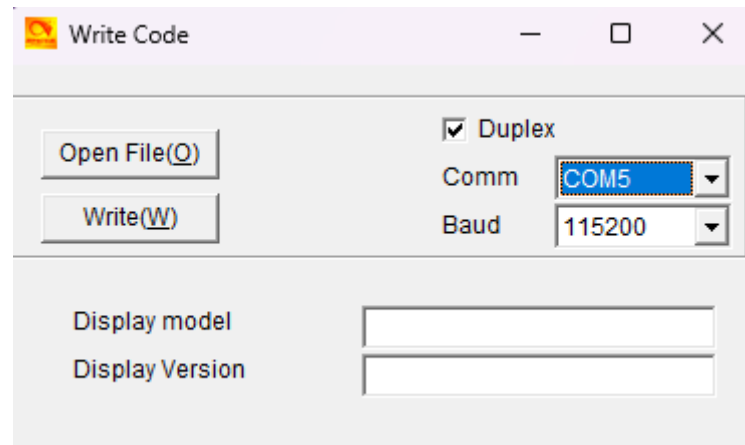 Write Code
Open File(O)
Write(W)
Duplex
Comm
COM5
Baud
115200
Display model
Display Version